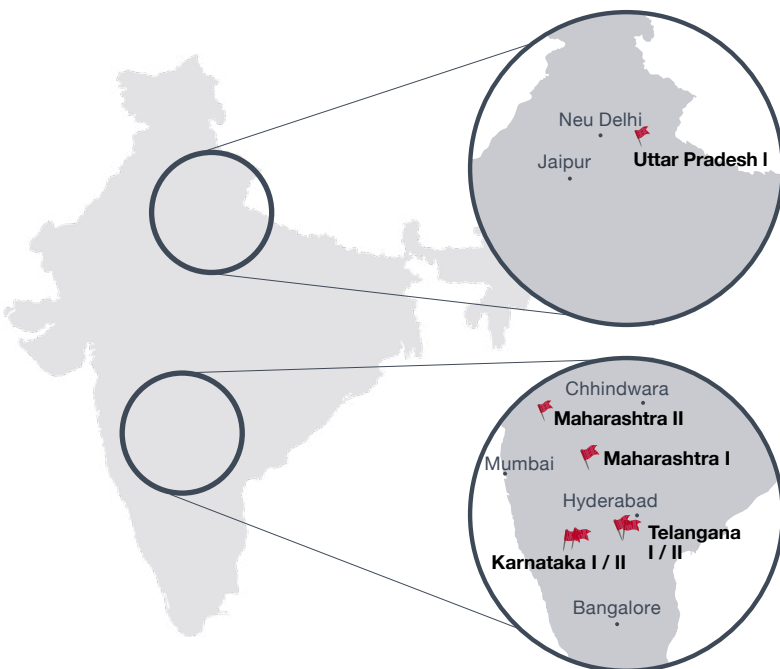 Neu Delhi
Uttar Pradesh I
Jaipur
Chhindwara
Maharashtra II
Mumbai
Maharashtra I
Hyderabad
Telangana
I / II
Karnataka I / II
Bangalore